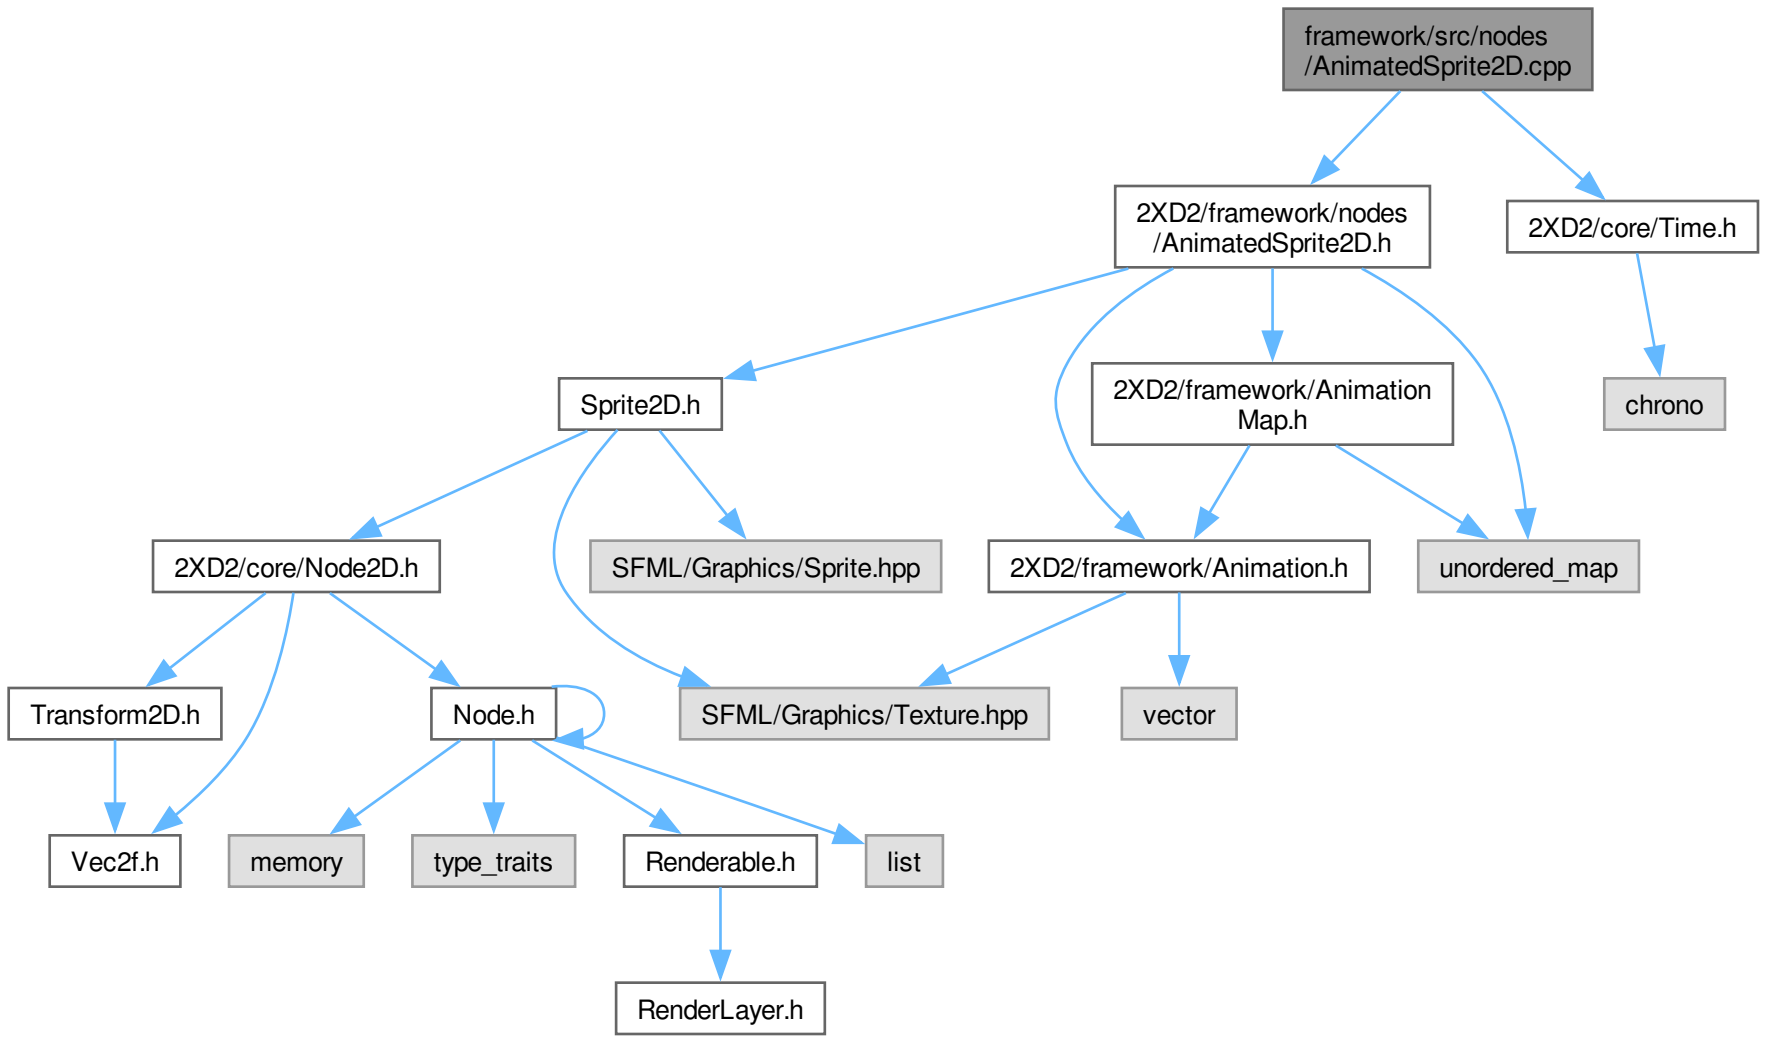 framework/src/nodes
/AnimatedSprite2D.cpp
2XD2/framework/nodes
/AnimatedSprite2D.h
2XD2/core/Time.h
Sprite2D.h
2XD2/framework/Animation
Map.h
chrono
2XD2/core/Node2D.h
SFML/Graphics/Sprite.hpp
2XD2/framework/Animation.h
unordered_map
Transform2D.h
Node.h
SFML/Graphics/Texture.hpp
vector
Vec2f.h
memory
type_traits
Renderable.h
list
RenderLayer.h